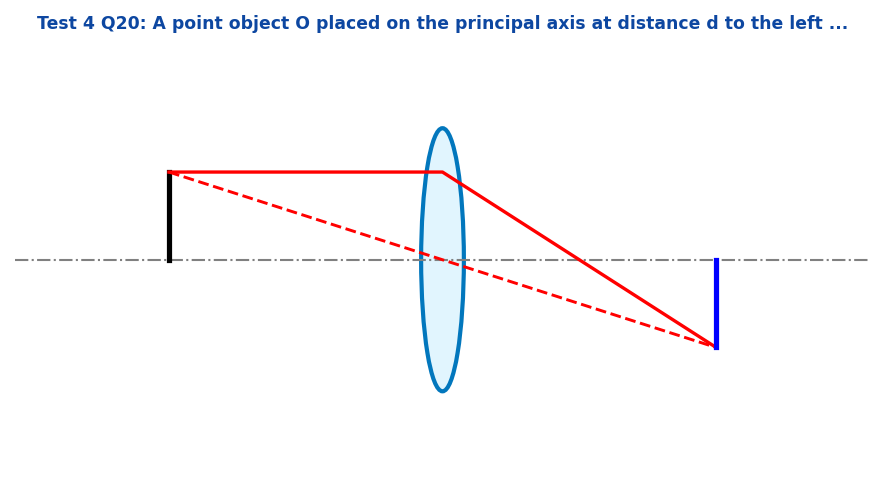 Test 4 Q20: A point object O placed on the principal axis at distance d to the left ...